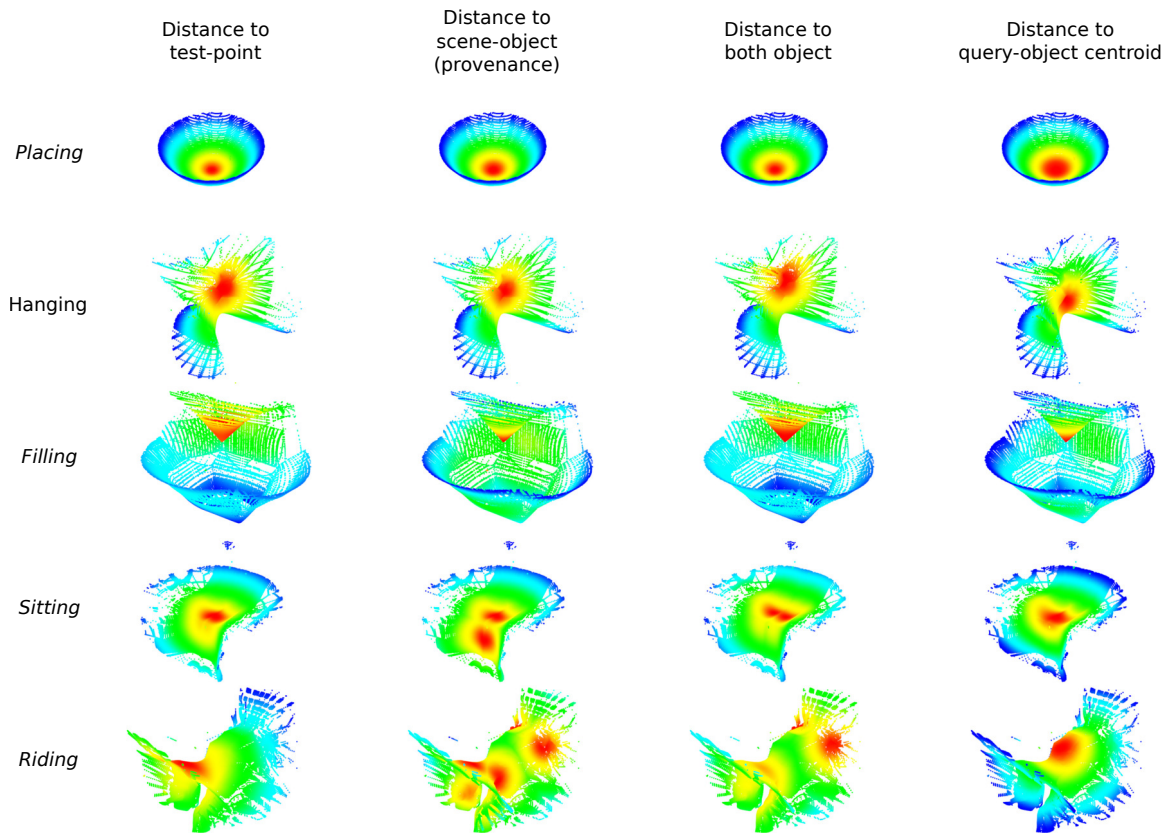 Distance to
test-point
Distance to
scene-object
(provenance)
Distance to
both object
Distance to
query-object centroid
Placing
Hanging
Filling
Sitting
Riding